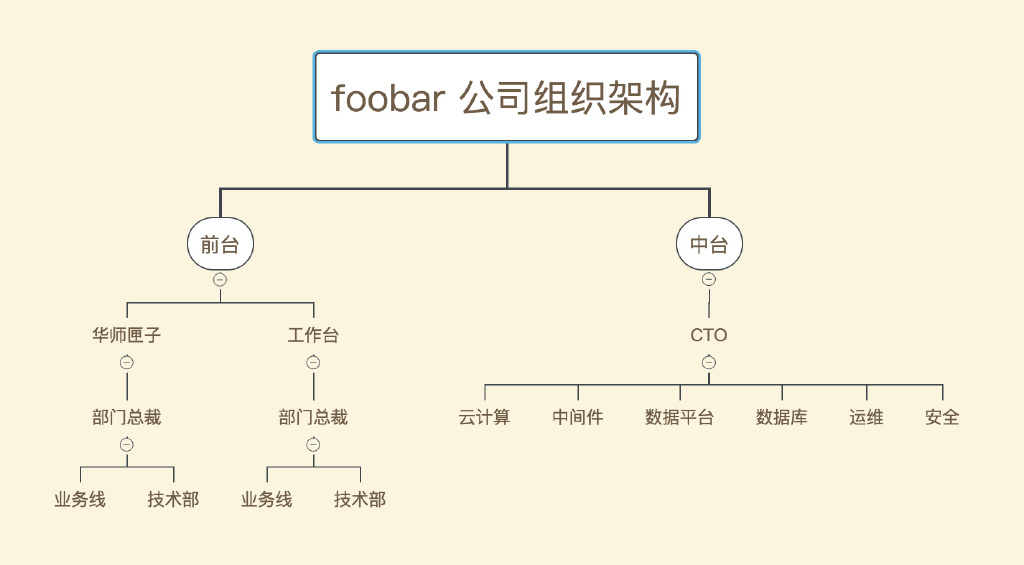 foobar 公司组织架构
前台
中台
华师匣子
工作台
CTO
部门总裁
部门总裁
云计算
中间件
数据平台
数据库
运维
安全
业务线
技术部
业务线
技术部